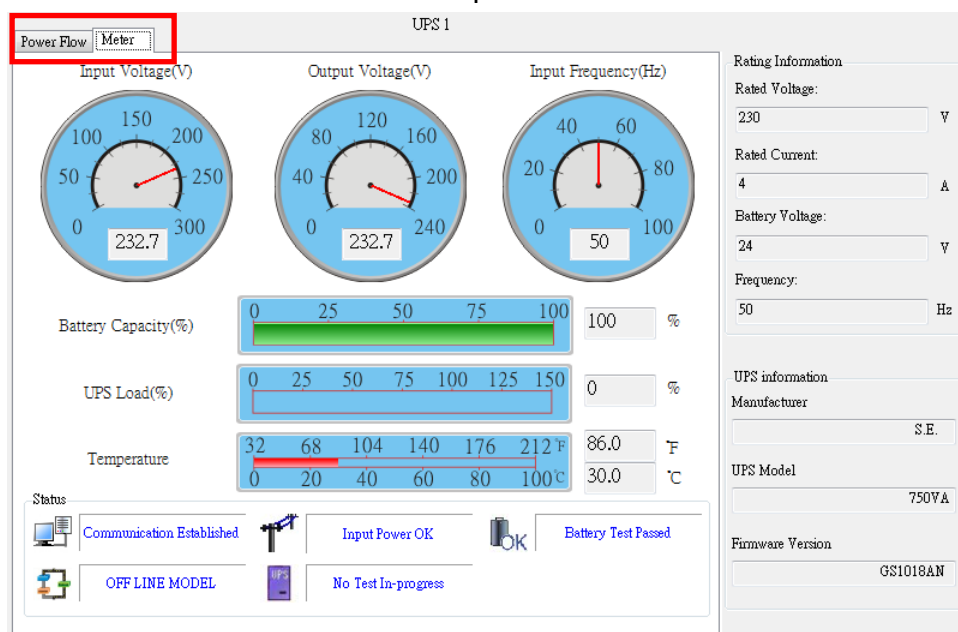 UPS 1
Power Flow Meter
Input Voltage(V)
0 50 100 150 200 250 300
232.7
Output Voltage(V)
0 40 80 120 160 200 240
232.7
Input Frequency(Hz)
0 20 40 60 80 100
50
Battery Capacity(%)
0 25 50 75 100
100 %
UPS Load(%)
0 25 50 75 100 125 150
0 %
Temperature
32 68 104 140 176 212 °F
0 20 40 60 80 100 °C
86.0 °F
30.0 °C
Status
Communication Established
Input Power OK
OK
Battery Test Passed
OFF LINE MODEL
UPS
No Test In-progress
Rating Information
Rated Voltage:
230 V
Rated Current:
4 A
Battery Voltage:
24 V
Frequency:
50 Hz
UPS information
Manufacturer
S.E.
UPS Model
750VA
Firmware Version
GS1018AN